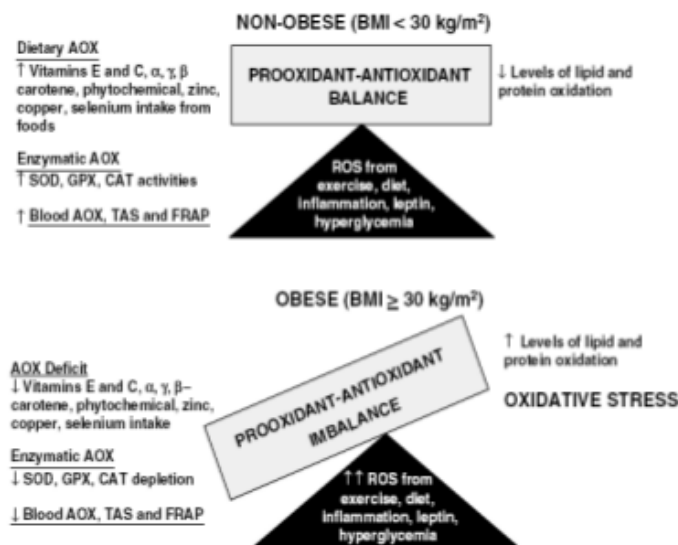 NON-OBESE (BMI < 30 kg/m²)
Dietary AOX
↑ Vitamins E and C, α, γ, β
carotene, phytochemical, zinc,
copper, selenium intake from
foods
Enzymatic AOX
↑ SOD, GPX, CAT activities
↑ Blood AOX, TAS and FRAP
PROOXIDANT-ANTIOXIDANT
BALANCE
↓ Levels of lipid and
protein oxidation
ROS from
exercise, diet,
inflammation, leptin,
hyperglycemia
OBESE (BMI ≥ 30 kg/m²)
AOX Deficit
↓ Vitamins E and C, α, γ, β–
carotene, phytochemical, zinc,
copper, selenium intake
Enzymatic AOX
↓ SOD, GPX, CAT depletion
↓ Blood AOX, TAS and FRAP
PROOXIDANT-ANTIOXIDANT
IMBALANCE
↑ Levels of lipid and
protein oxidation
OXIDATIVE STRESS
↑↑ ROS from
exercise, diet,
inflammation, leptin,
hyperglycemia